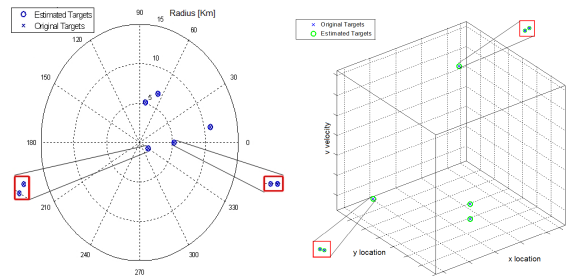 Estimated Targets
Original Targets
Radius [Km]
90
15
60
120
10
30
150
5
180
0
210
330
240
300
270
Original Targets
Estimated Targets
v velocity
y location
x location